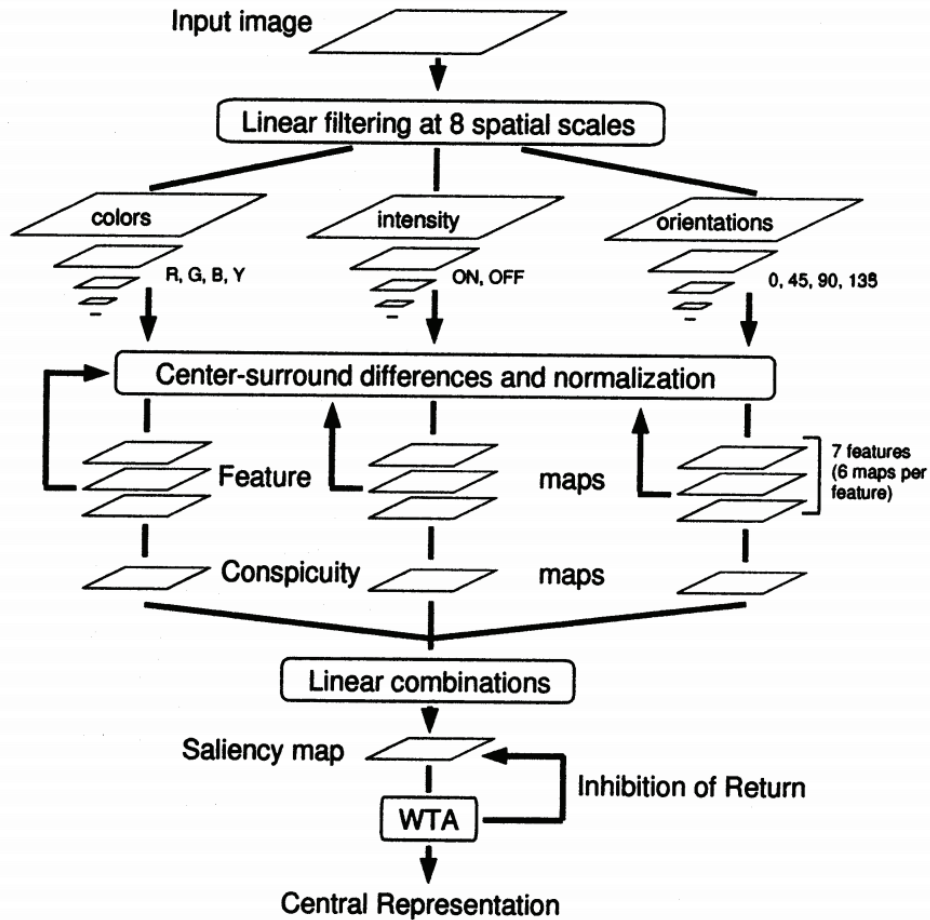 Input image
Linear filtering at 8 spatial scales
colors
intensity
orientations
R, G, B, Y
ON, OFF
0, 45, 90, 135
Center-surround differences and normalization
7 features
(6 maps per
feature)
Feature
maps
Conspicuity
maps
Linear combinations
Saliency map
Inhibition of Return
WTA
Central Representation